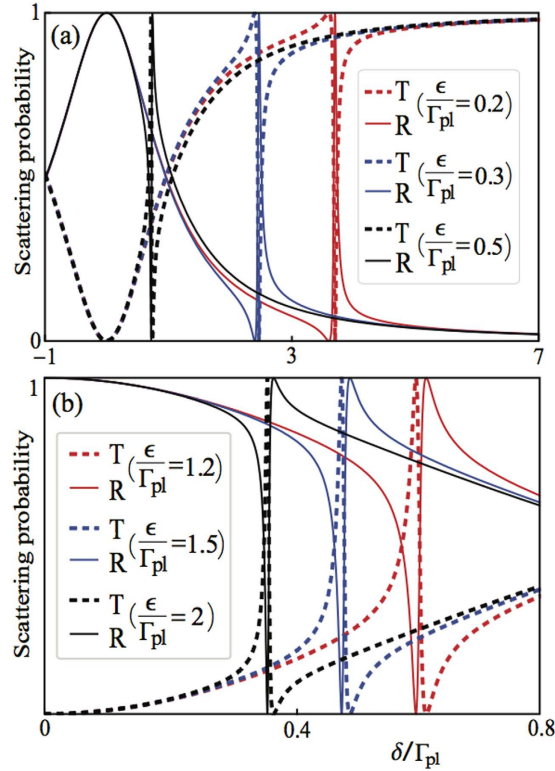 (a)
Scattering probability
1
0
-1
3
7
T
R (ϵ/Γpl=0.2)
T
R (ϵ/Γpl=0.3)
T
R (ϵ/Γpl=0.5)
(b)
Scattering probability
1
0
0.4
0.8
T
R (ϵ/Γpl=1.2)
T
R (ϵ/Γpl=1.5)
T
R (ϵ/Γpl=2)
δ/Γpl